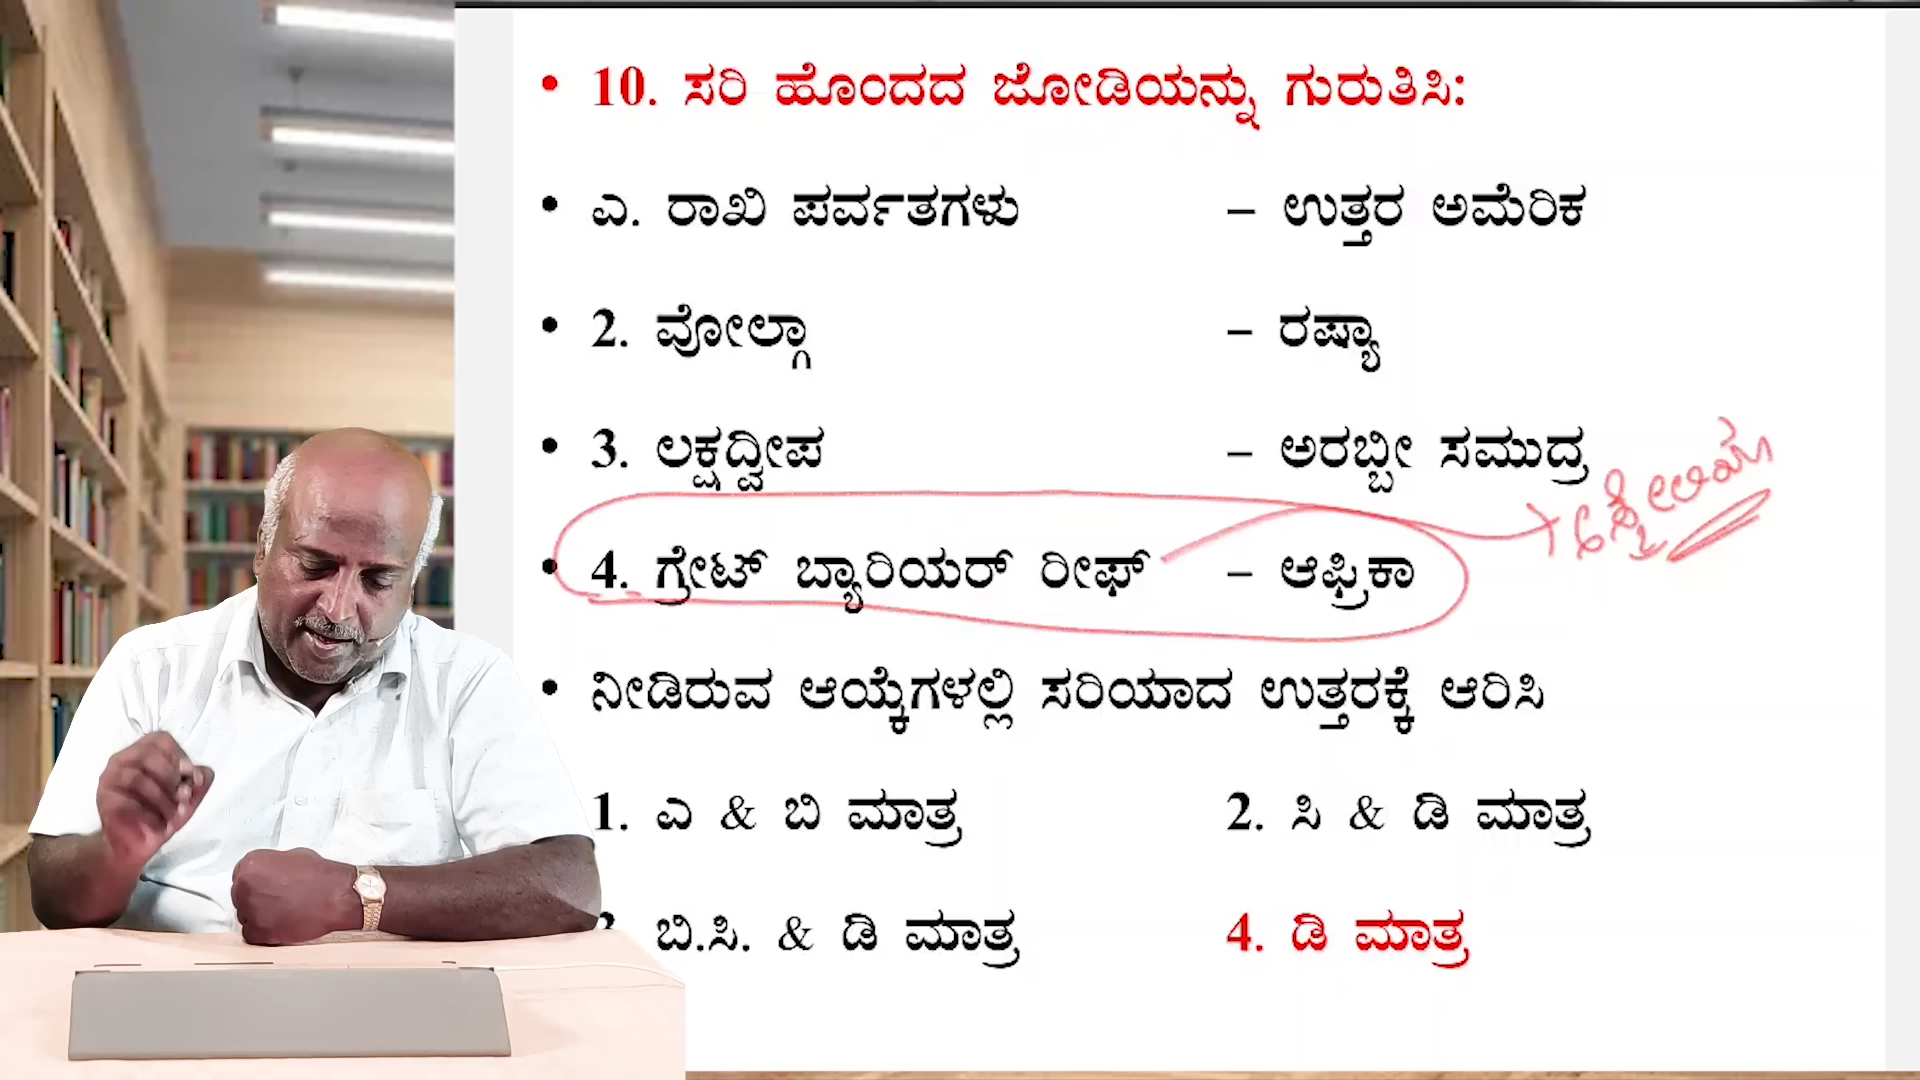 • 10. ಸರಿ ಹೊಂದದ ಜೋಡಿಯನ್ನು ಗುರುತಿಸಿ:
• ಎ. ರಾಖಿ ಪರ್ವತಗಳು – ಉತ್ತರ ಅಮೆರಿಕ
• 2. ವೋಲ್ಗಾ – ರಷ್ಯಾ
• 3. ಲಕ್ಷದ್ವೀಪ – ಅರಬ್ಬೀ ಸಮುದ್ರ
• 4. ಗ್ರೇಟ್ ಬ್ಯಾರಿಯರ್ ರೀಫ್ – ಆಫ್ರಿಕಾ
• ನೀಡಿರುವ ಆಯ್ಕೆಗಳಲ್ಲಿ ಸರಿಯಾದ ಉತ್ತರಕ್ಕೆ ಆರಿಸಿ
1. ಎ & ಬಿ ಮಾತ್ರ 2. ಸಿ & ಡಿ ಮಾತ್ರ
ಬಿ.ಸಿ. & ಡಿ ಮಾತ್ರ 4. ಡಿ ಮಾತ್ರ